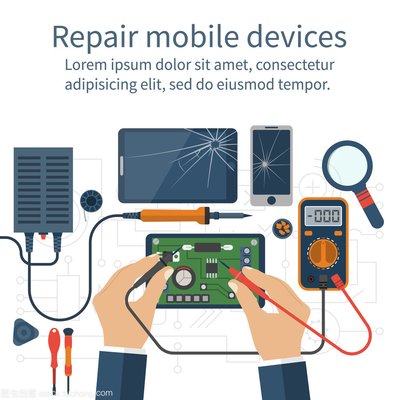 Repair mobile devices
Lorem ipsum dolor sit amet, consectetur
adipisicing elit, sed do eiusmod tempor.
-000